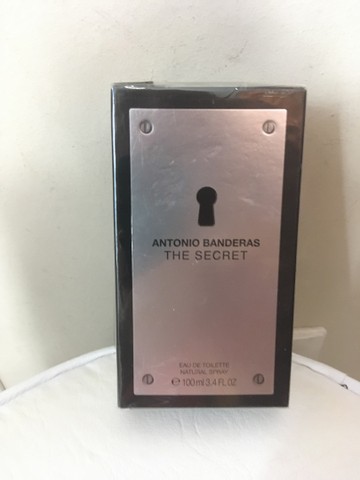 ANTONIO BANDERAS
THE SECRET
EAU DE TOILETTE
NATURAL SPRAY
℮ 100 ml 3.4 FL.OZ